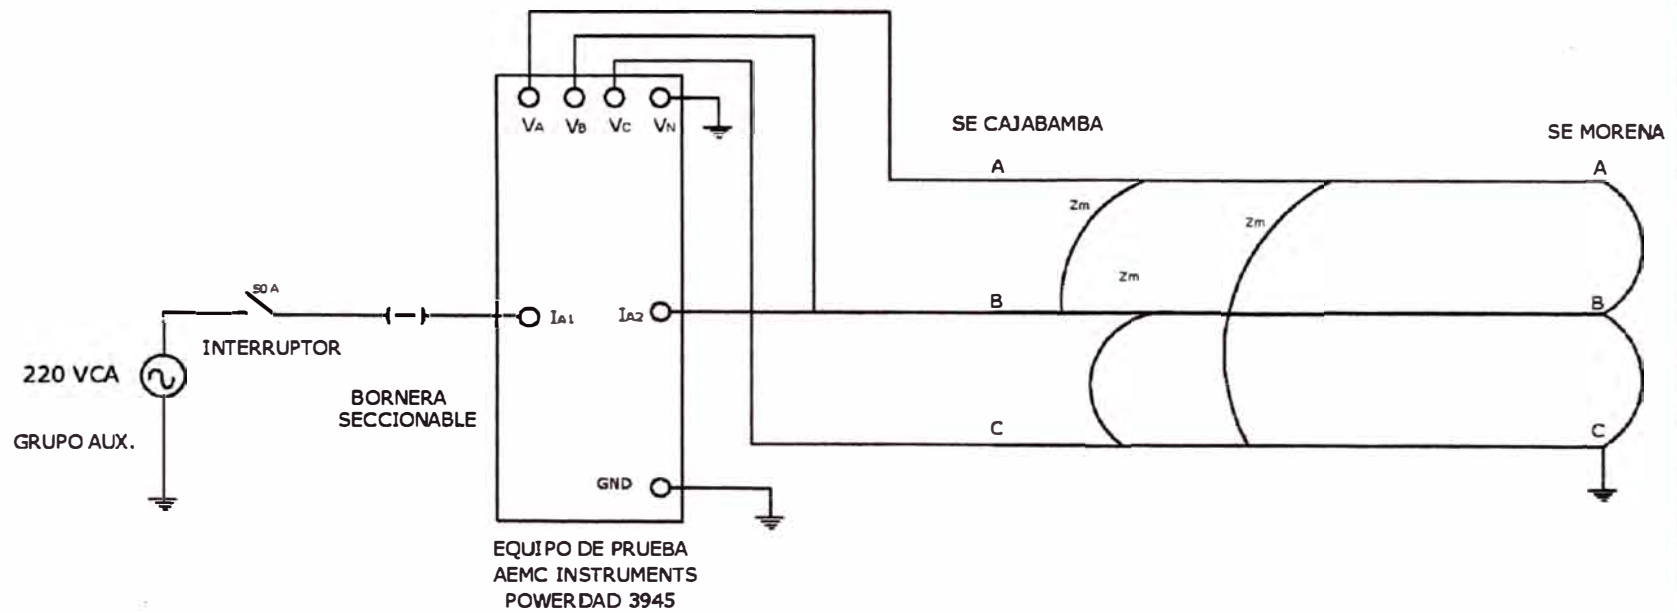 VA VB VC VN
SE CAJABAMBA
SE MORENA
A
A
Zm
Zm
Zm
50 A
B
B
IA1
IA2
INTERRUPTOR
220 VCA
BORNERA
SECCIONABLE
GRUPO AUX.
C
C
GND
EQUIPO DE PRUEBA
AEMC INSTRUMENTS
POWERDAD 3945